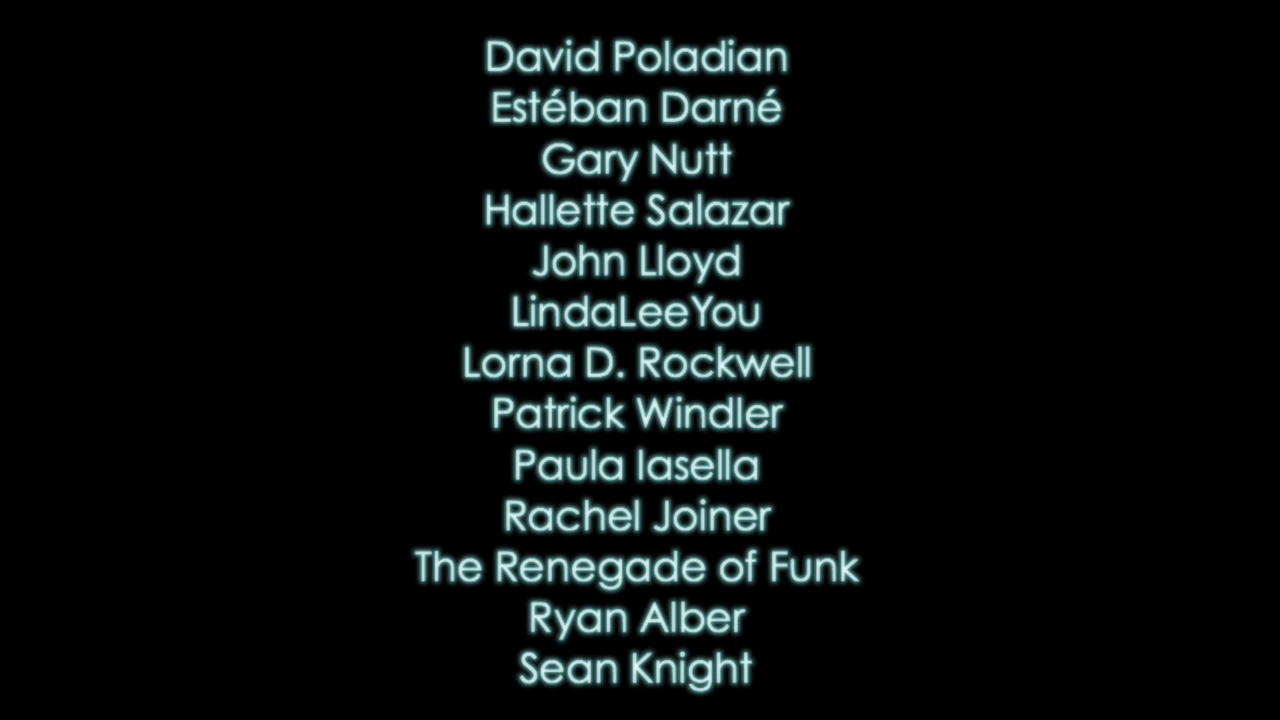 David Poladian
Estéban Darné
Gary Nutt
Hallette Salazar
John Lloyd
LindaLeeYou
Lorna D. Rockwell
Patrick Windler
Paula Iasella
Rachel Joiner
The Renegade of Funk
Ryan Alber
Sean Knight